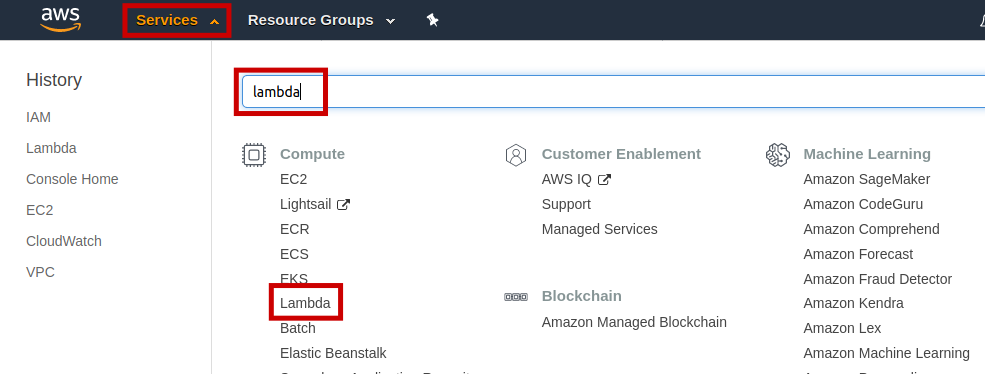 aws
Services
Resource Groups
History
IAM
Lambda
Console Home
EC2
CloudWatch
VPC
lambda
Compute
EC2
Lightsail
ECR
ECS
EKS
Lambda
Batch
Elastic Beanstalk
Customer Enablement
AWS IQ
Support
Managed Services
Blockchain
Amazon Managed Blockchain
Machine Learning
Amazon SageMaker
Amazon CodeGuru
Amazon Comprehend
Amazon Forecast
Amazon Fraud Detector
Amazon Kendra
Amazon Lex
Amazon Machine Learning